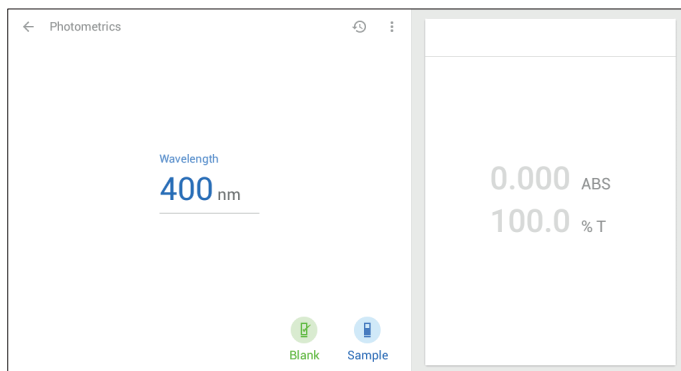 Photometrics
Wavelength
400 nm
Blank Sample
0.000 ABS
100.0 % T